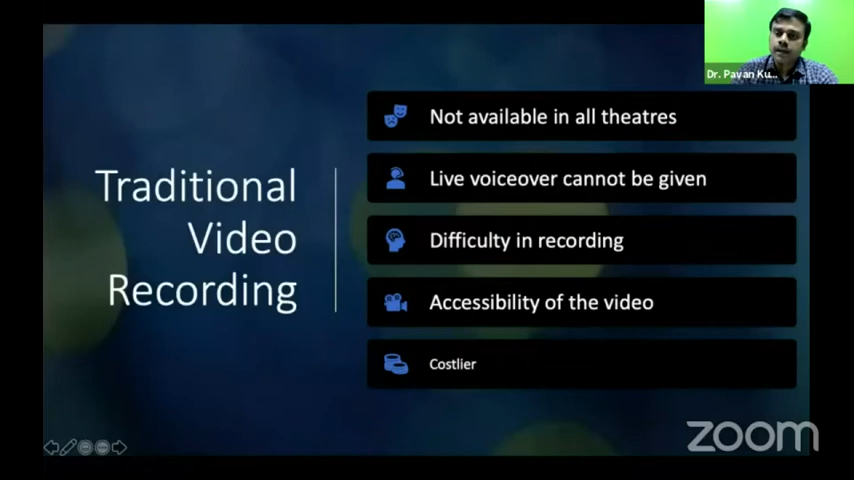 Dr. Pavan Ku...
Traditional
Video
Recording
Not available in all theatres
Live voiceover cannot be given
Difficulty in recording
Accessibility of the video
Costlier
zoom